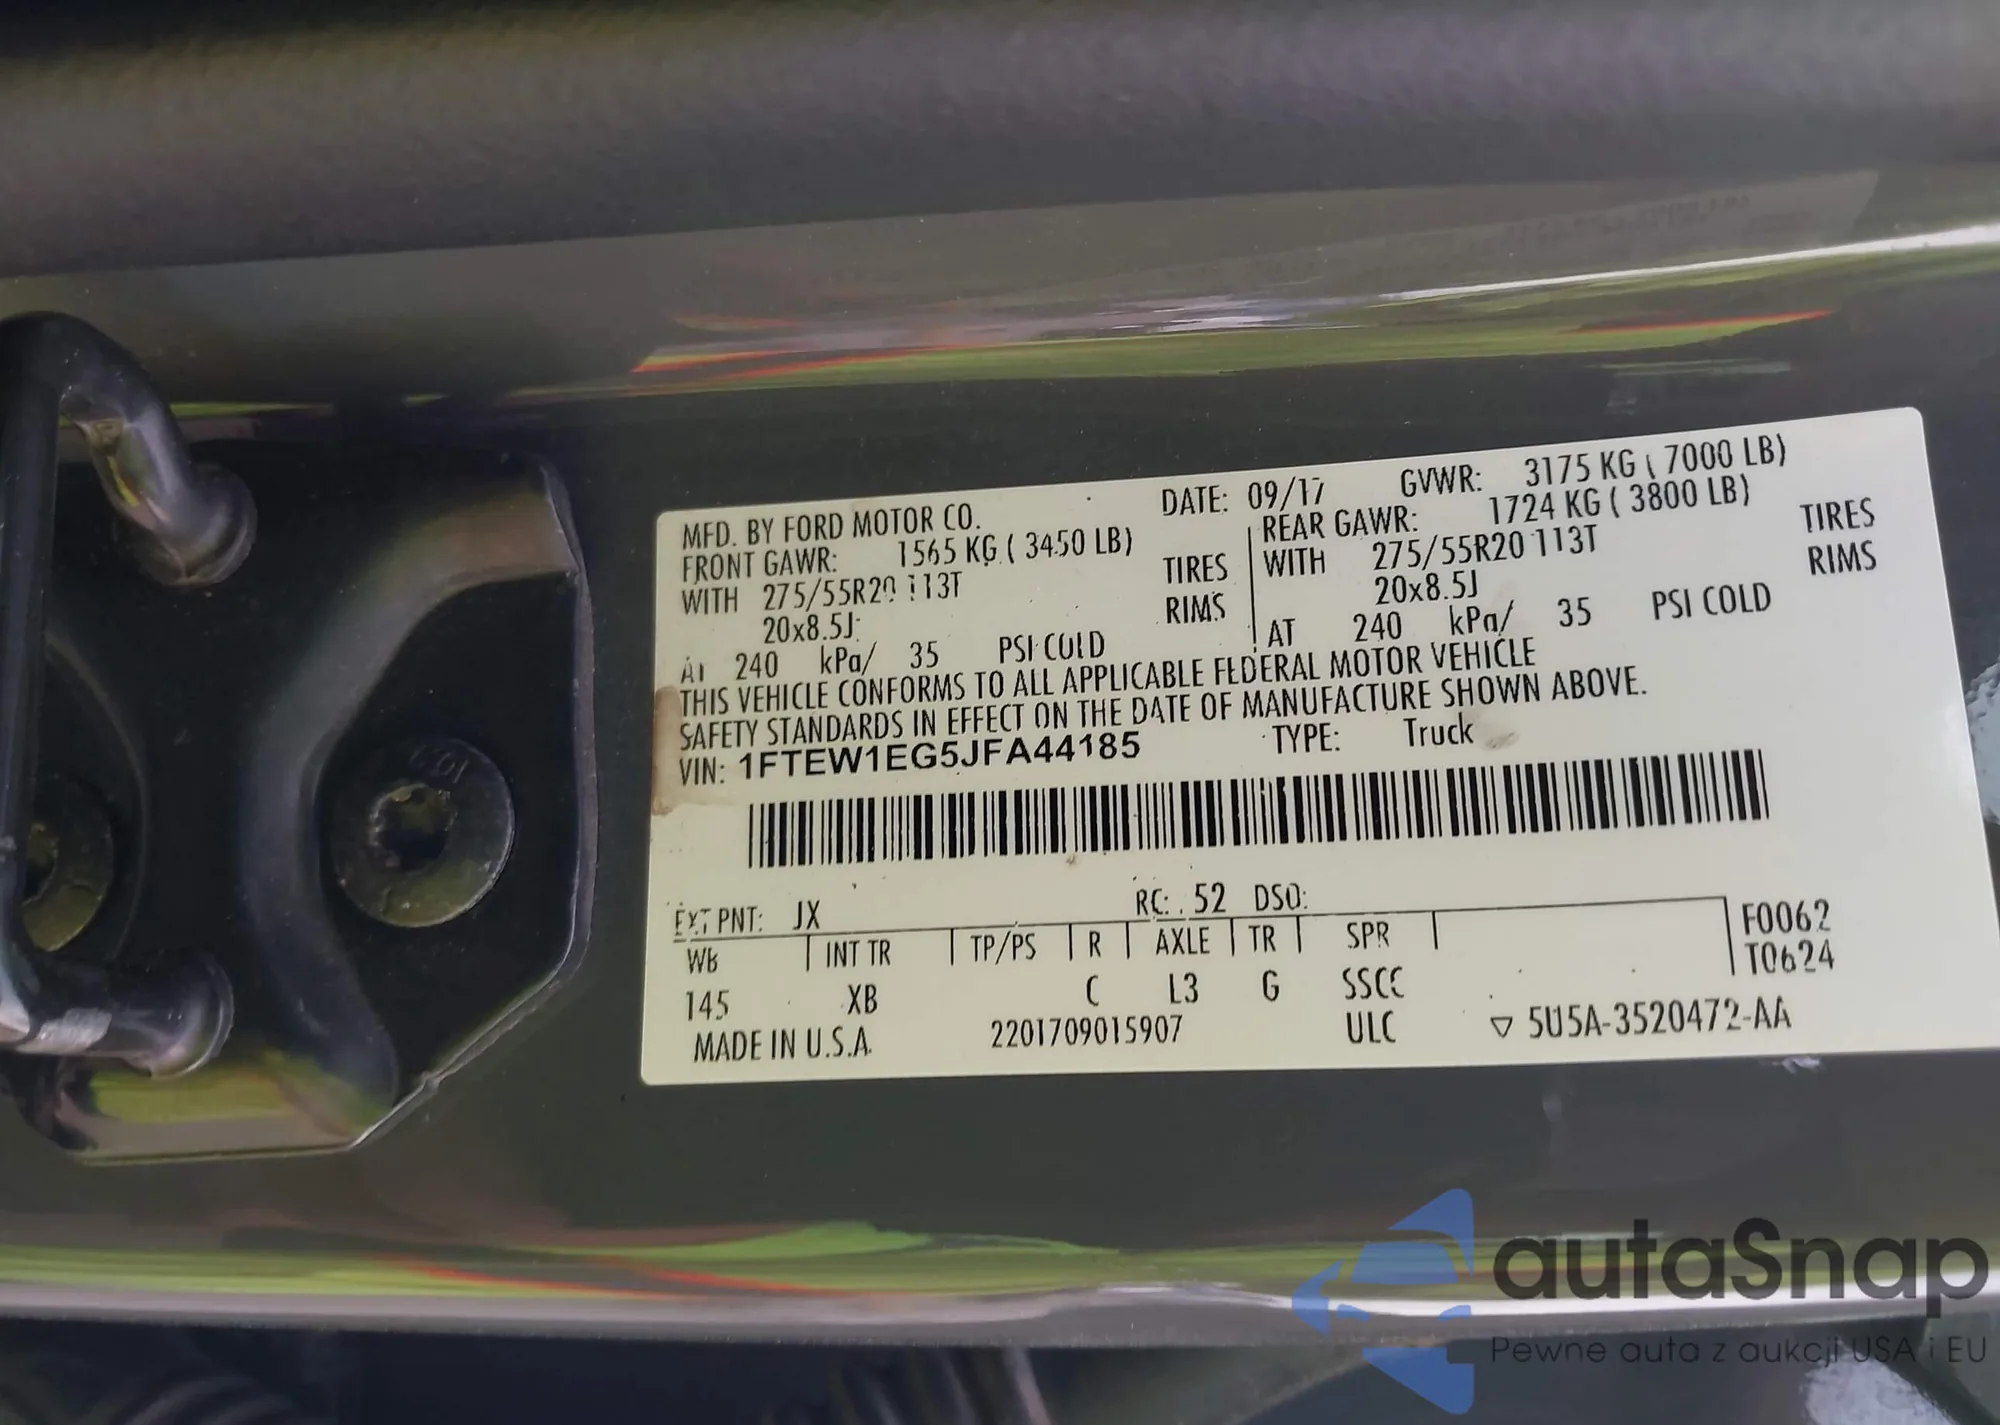 MFD. BY FORD MOTOR CO. DATE: 09/17 GVWR: 3175 KG ( 7000 LB)
FRONT GAWR: 1565 KG ( 3450 LB) REAR GAWR: 1724 KG ( 3800 LB)
WITH 275/55R20 113T TIRES WITH 275/55R20 113T TIRES
20x8.5J RIMS 20x8.5J RIMS
AT 240 kPa/ 35 PSI COLD AT 240 kPa/ 35 PSI COLD
THIS VEHICLE CONFORMS TO ALL APPLICABLE FEDERAL MOTOR VEHICLE
SAFETY STANDARDS IN EFFECT ON THE DATE OF MANUFACTURE SHOWN ABOVE.
VIN: 1FTEW1EG5JFA44185 TYPE: Truck
EXT PNT: JX RC: 52 DSO:
WB INT TR TP/PS R AXLE TR SPR F0062
T0624
145 XB C L3 G SSCC
MADE IN U.S.A. 2201709015907 ULC ▽ 5U5A-3520472-AA
autaSnap
Pewne auta z aukcji USA i EU